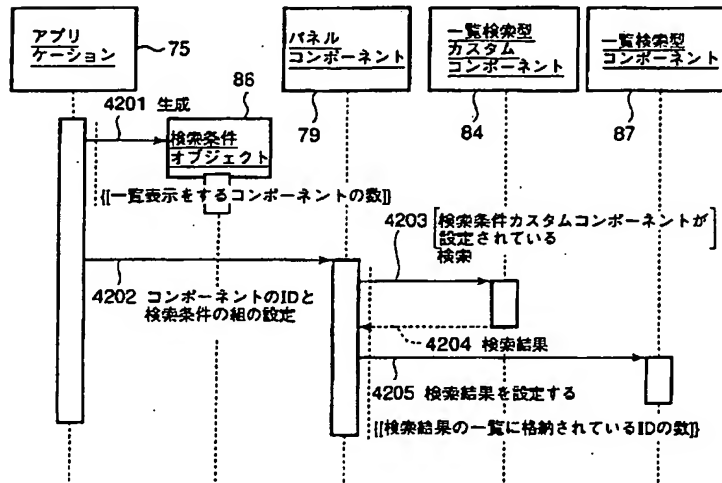 アプリ
ケーション
75
パネル
コンポーネント
79
一覧検索型
カスタム
コンポーネント
84
一覧検索型
コンポーネント
87
4201 生成
86
検索条件
オブジェクト
{[一覧表示をするコンポーネントの数]}
4203 検索条件カスタムコンポーネントが
設定されている
検索
4202 コンポーネントのIDと
検索条件の組の設定
4204 検索結果
4205 検索結果を設定する
{[検索結果の一覧に格納されているIDの数]}